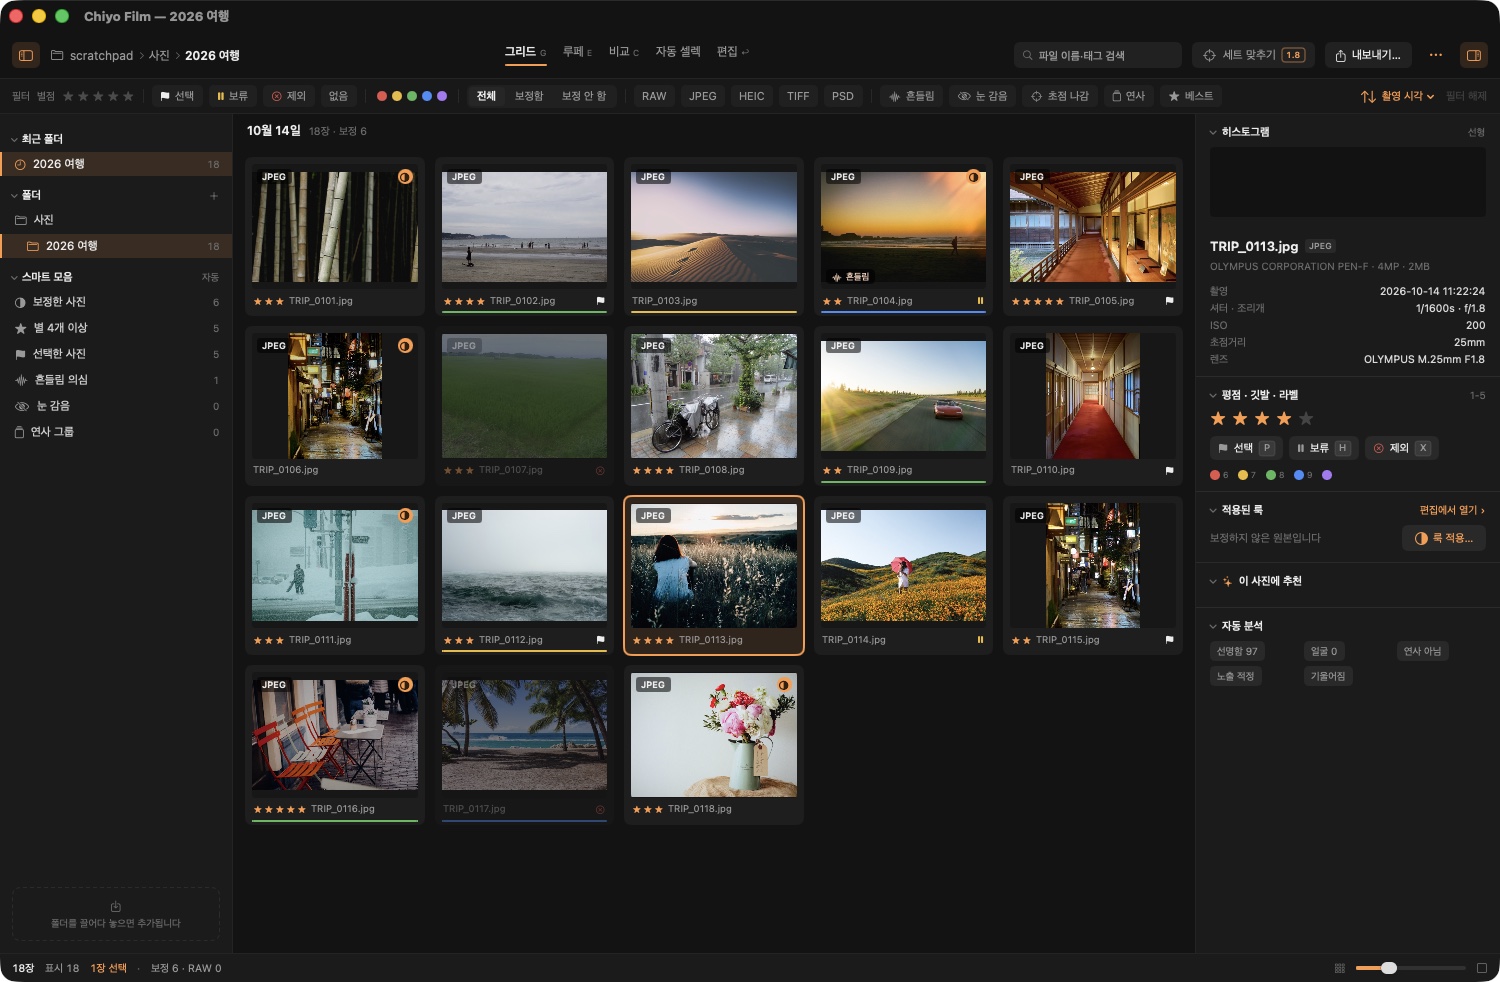 Chiyo Film — 2026 여행
scratchpad › 사진 › 2026 여행
그리드 G 루페 E 비교 C 자동 셀렉 편집 ↩
파일 이름·태그 검색
세트 맞추기 1.8
내보내기...
필터 별점 ★★★★★ 선택 보류 제외 없음
전체 보정함 보정 안 함
RAW JPEG HEIC TIFF PSD
흔들림 눈 감음 초점 나감 연사 베스트
촬영 시각 필터 해제
최근 폴더
2026 여행 18
폴더 +
사진
2026 여행 18
스마트 모음 자동
보정한 사진 6
별 4개 이상 5
선택한 사진 5
흔들림 의심 1
눈 감음 0
연사 그룹 0
폴더를 끌어다 놓으면 추가됩니다
10월 14일 18장 · 보정 6
JPEG
★★★ TRIP_0101.jpg
JPEG
★★★★ TRIP_0102.jpg
JPEG
TRIP_0103.jpg
JPEG
흔들림
★★ TRIP_0104.jpg
JPEG
★★★★★ TRIP_0105.jpg
JPEG
TRIP_0106.jpg
JPEG
★★★ TRIP_0107.jpg
JPEG
★★★★ TRIP_0108.jpg
JPEG
★★ TRIP_0109.jpg
JPEG
TRIP_0110.jpg
JPEG
★★★ TRIP_0111.jpg
JPEG
★★★ TRIP_0112.jpg
JPEG
★★★★ TRIP_0113.jpg
JPEG
TRIP_0114.jpg
JPEG
★★ TRIP_0115.jpg
JPEG
★★★★★ TRIP_0116.jpg
JPEG
TRIP_0117.jpg
JPEG
★★★ TRIP_0118.jpg
히스토그램 선형
TRIP_0113.jpg JPEG
OLYMPUS CORPORATION PEN-F · 4MP · 2MB
촬영 2026-10-14 11:22:24
셔터 · 조리개 1/1600s · f/1.8
ISO 200
초점거리 25mm
렌즈 OLYMPUS M.25mm F1.8
평점 · 깃발 · 라벨 1-5
★★★★★
선택 P 보류 H 제외 X
6 7 8 9
적용된 룩 편집에서 열기 ›
보정하지 않은 원본입니다 룩 적용...
이 사진에 추천
자동 분석
선명함 97 얼굴 0 연사 아님
노출 적정 기울어짐
18장 표시 18 1장 선택 · 보정 6 · RAW 0